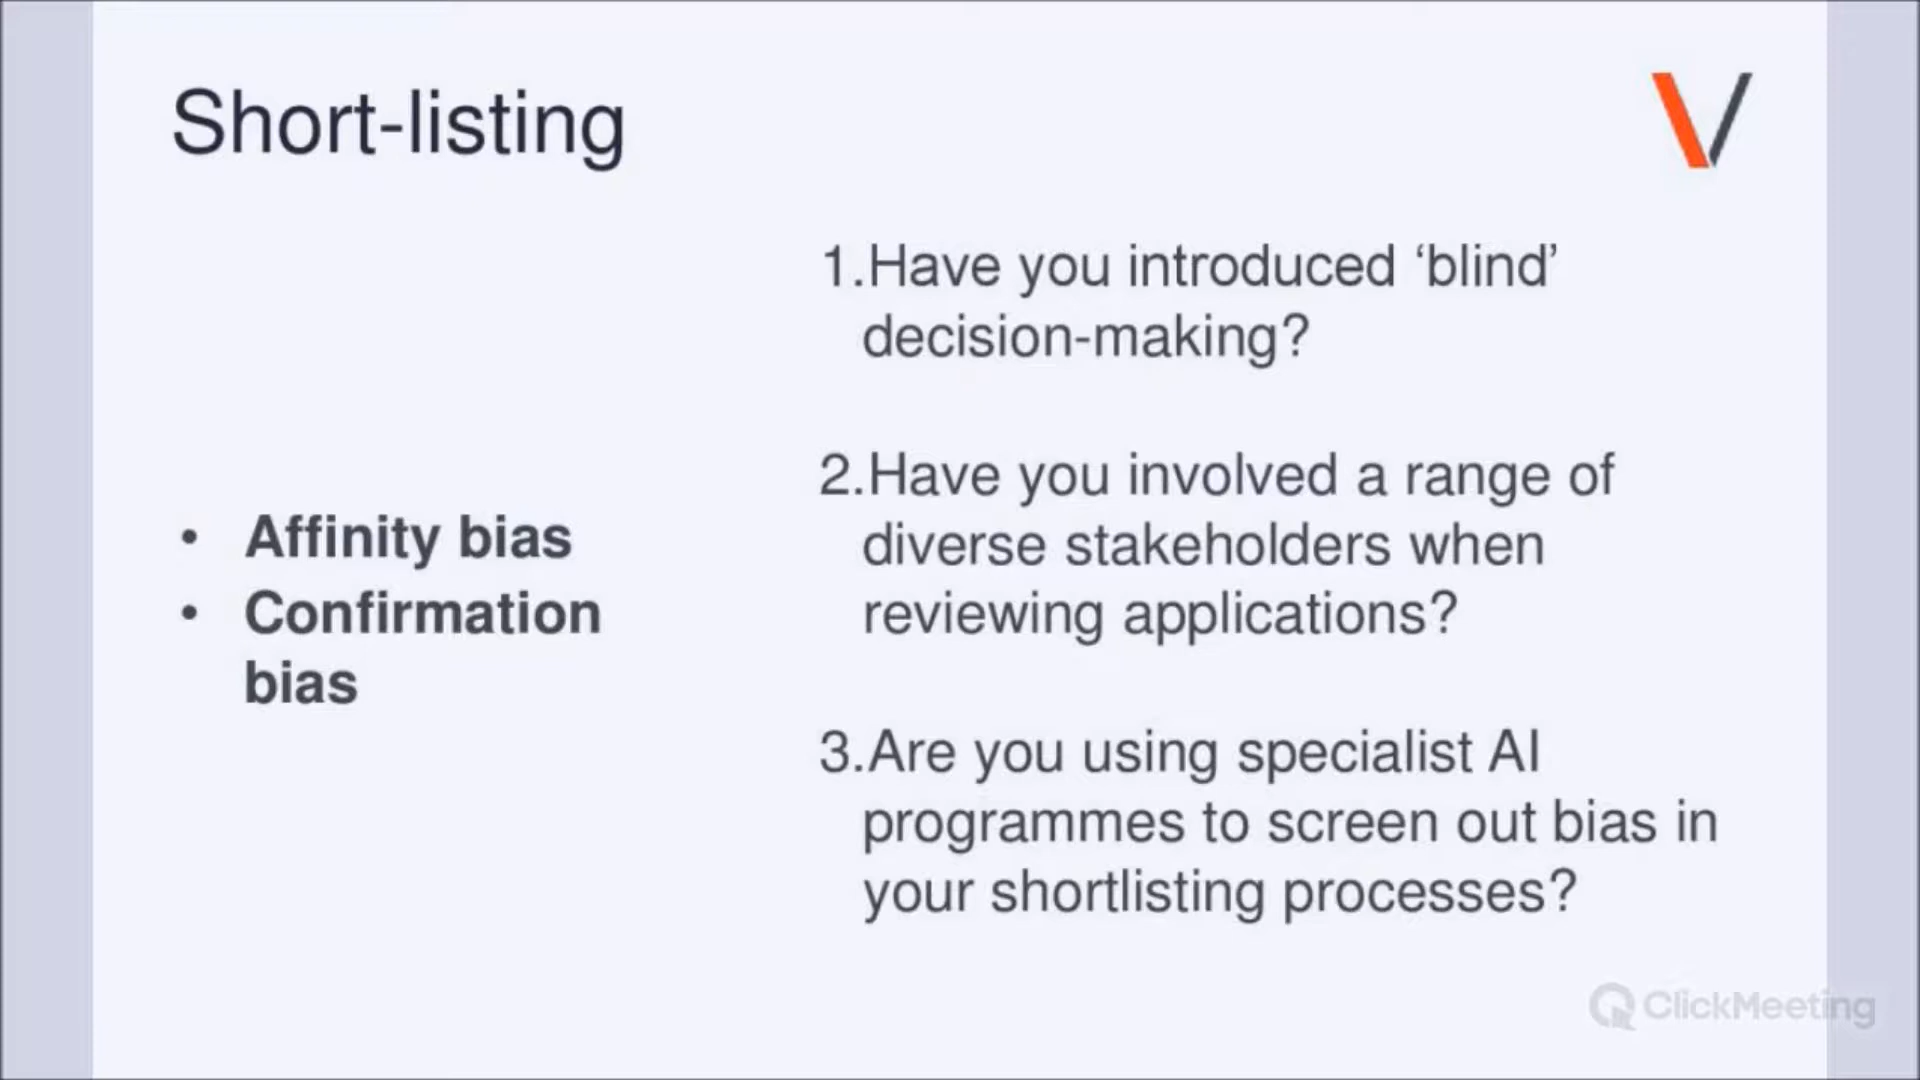 Short-listing
• Affinity bias
• Confirmation
bias
1.Have you introduced ‘blind’
decision-making?
2.Have you involved a range of
diverse stakeholders when
reviewing applications?
3.Are you using specialist AI
programmes to screen out bias in
your shortlisting processes?
ClickMeeting